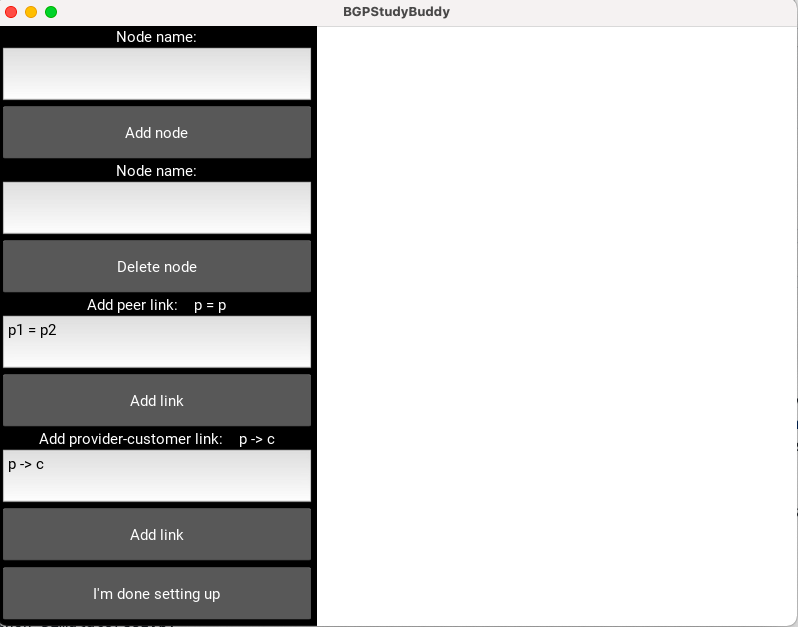 BGPStudyBuddy
Node name:
Add node
Node name:
Delete node
Add peer link: p = p
p1 = p2
Add link
Add provider-customer link: p -> c
p -> c
Add link
I'm done setting up